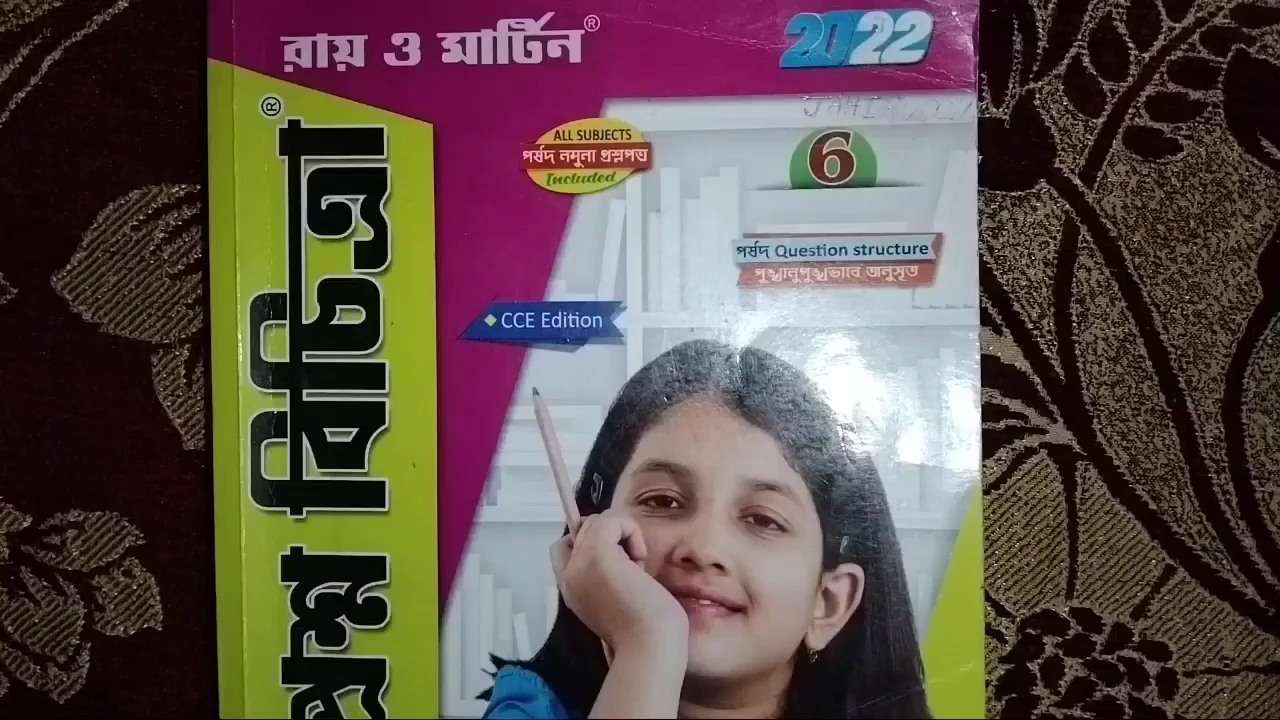 রায় ও মার্টিন®
2022
ALL SUBJECTS
পর্ষদ নমুনা প্রশ্নপত্র
Included
6
পর্ষদ Question structure
পুঙ্খানুপুঙ্খভাবে অনুসৃত
CCE Edition
প্রশ্ন বিচিত্রা®